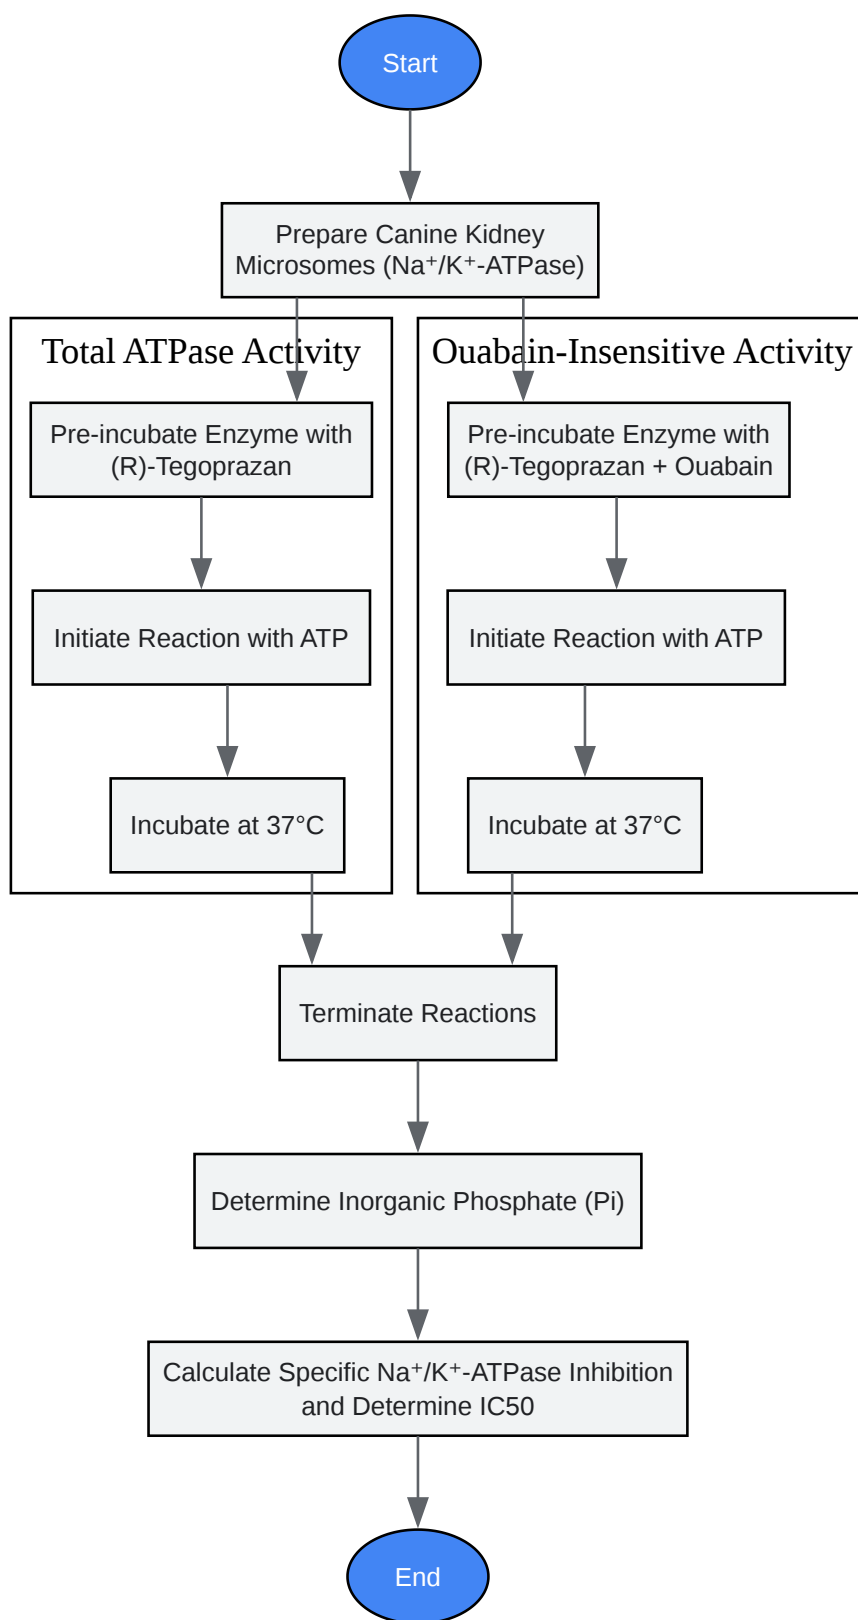 Start
Prepare Canine Kidney
Microsomes (Na⁺/K⁺-ATPase)
Total ATPase Activity
Pre-incubate Enzyme with
(R)-Tegoprazan
Initiate Reaction with ATP
Incubate at 37°C
Ouabain-Insensitive Activity
Pre-incubate Enzyme with
(R)-Tegoprazan + Ouabain
Initiate Reaction with ATP
Incubate at 37°C
Terminate Reactions
Determine Inorganic Phosphate (Pi)
Calculate Specific Na⁺/K⁺-ATPase Inhibition
and Determine IC50
End